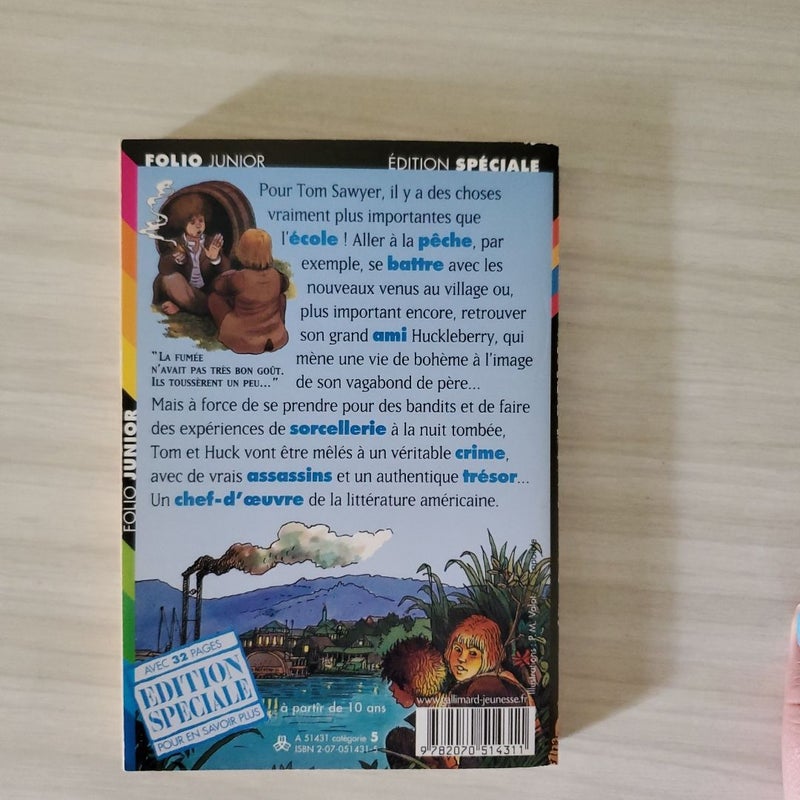 FOLIO JUNIOR
ÉDITION SPÉCIALE
Pour Tom Sawyer, il y a des choses
vraiment plus importantes que
l'école ! Aller à la pêche, par
exemple, se battre avec les
nouveaux venus au village ou,
plus important encore, retrouver
son grand ami Huckleberry, qui
mène une vie de bohème à l'image
de son vagabond de père...
"LA FUMÉE
N'AVAIT PAS TRÈS BON GOÛT.
ILS TOUSSÈRENT UN PEU..."
Mais à force de se prendre pour des bandits et de faire
des expériences de sorcellerie à la nuit tombée,
Tom et Huck vont être mêlés à un véritable crime,
avec de vrais assassins et un authentique trésor...
Un chef-d'œuvre de la littérature américaine.
FOLIO JUNIOR
AVEC 32 PAGES
EDITION
SPÉCIALE
POUR EN SAVOIR PLUS
à partir de 10 ans
A 51431 catégorie 5
ISBN 2-07-051431-5
www.gallimard-jeunesse.fr
9 782070 514311
Illustrations : P.M. Valat